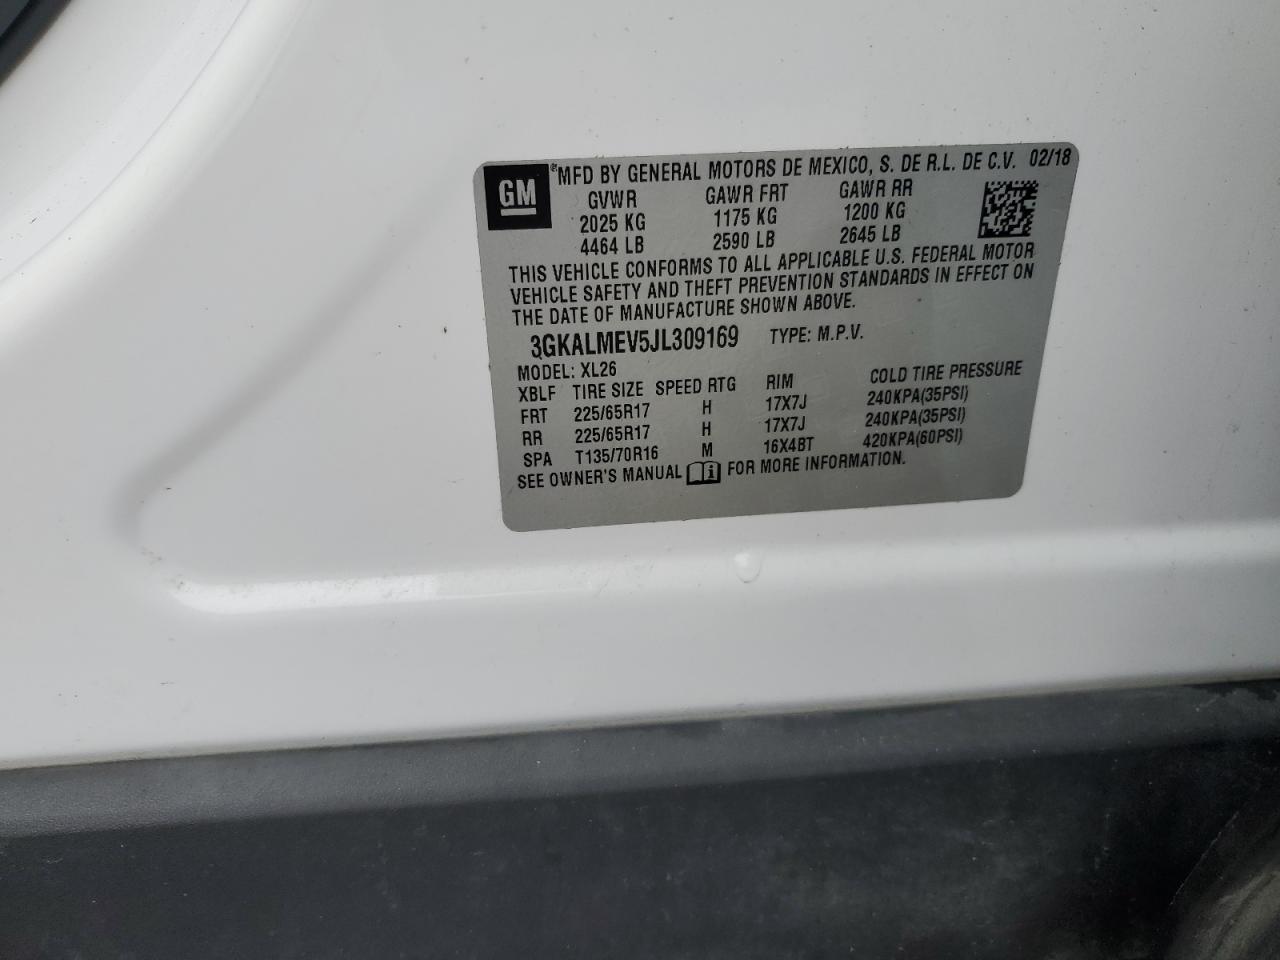 GM
®MFD BY GENERAL MOTORS DE MEXICO, S. DE R.L. DE C.V. 02/18
GVWR GAWR FRT GAWR RR
2025 KG 1175 KG 1200 KG
4464 LB 2590 LB 2645 LB
THIS VEHICLE CONFORMS TO ALL APPLICABLE U.S. FEDERAL MOTOR
VEHICLE SAFETY AND THEFT PREVENTION STANDARDS IN EFFECT ON
THE DATE OF MANUFACTURE SHOWN ABOVE.
3GKALMEV5JL309169 TYPE: M.P.V.
MODEL: XL26
XBLF TIRE SIZE SPEED RTG RIM COLD TIRE PRESSURE
FRT 225/65R17 H 17X7J 240KPA(35PSI)
RR 225/65R17 H 17X7J 240KPA(35PSI)
SPA T135/70R16 M 16X4BT 420KPA(60PSI)
SEE OWNER'S MANUAL i FOR MORE INFORMATION.